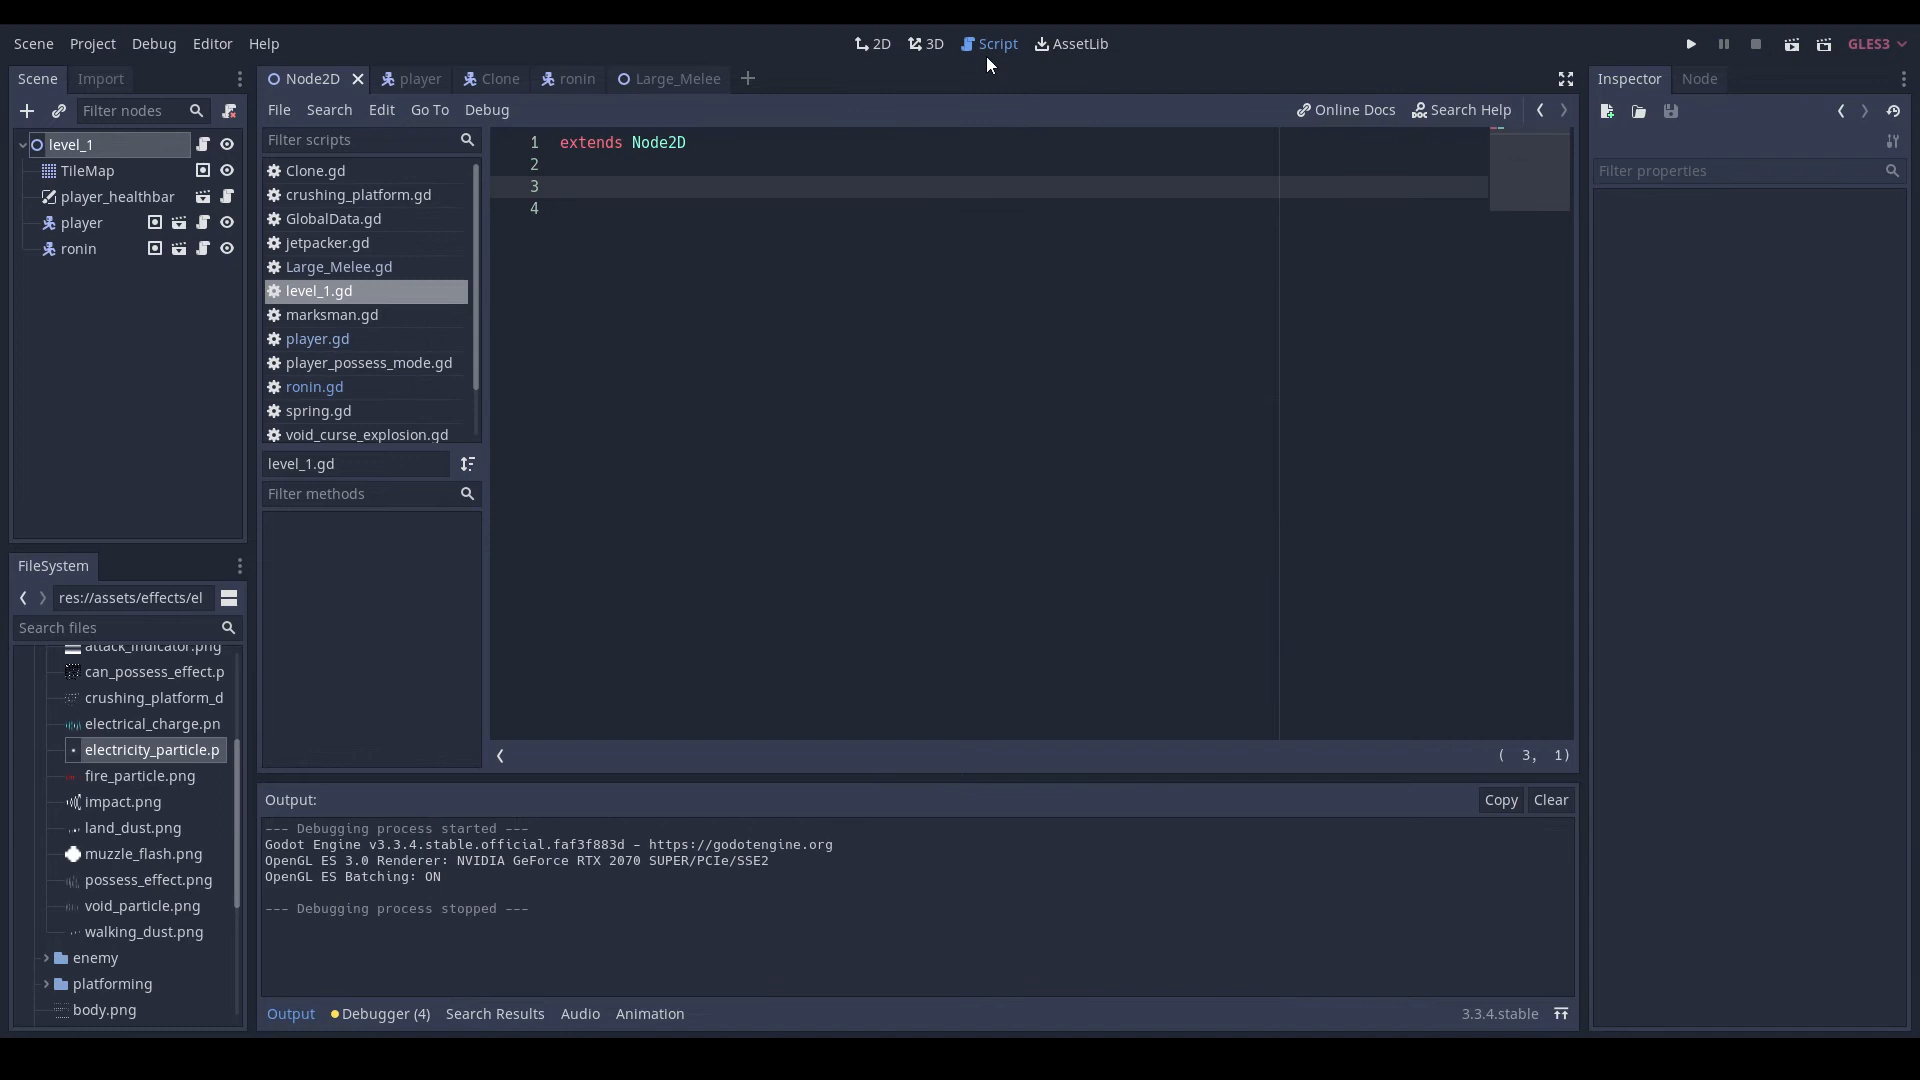 Scene Project Debug Editor Help 2D 3D Script AssetLib GLES3
Scene Import
Filter nodes
level_1
TileMap
player_healthbar
player
ronin
Node2D player Clone ronin Large_Melee
File Search Edit Go To Debug Online Docs Search Help
Filter scripts
Clone.gd
crushing_platform.gd
GlobalData.gd
jetpacker.gd
Large_Melee.gd
level_1.gd
marksman.gd
player.gd
player_possess_mode.gd
ronin.gd
spring.gd
void_curse_explosion.gd
level_1.gd
Filter methods
1 extends Node2D
2
3
4
( 3, 1)
FileSystem
res://assets/effects/el
Search files
attack_indicator.png
can_possess_effect.p
crushing_platform_d
electrical_charge.pn
electricity_particle.p
fire_particle.png
impact.png
land_dust.png
muzzle_flash.png
possess_effect.png
void_particle.png
walking_dust.png
enemy
platforming
body.png
Output: Copy Clear
--- Debugging process started ---
Godot Engine v3.3.4.stable.official.faf3f883d - https://godotengine.org
OpenGL ES 3.0 Renderer: NVIDIA GeForce RTX 2070 SUPER/PCIe/SSE2
OpenGL ES Batching: ON
--- Debugging process stopped ---
Output Debugger (4) Search Results Audio Animation 3.3.4.stable
Inspector Node
Filter properties